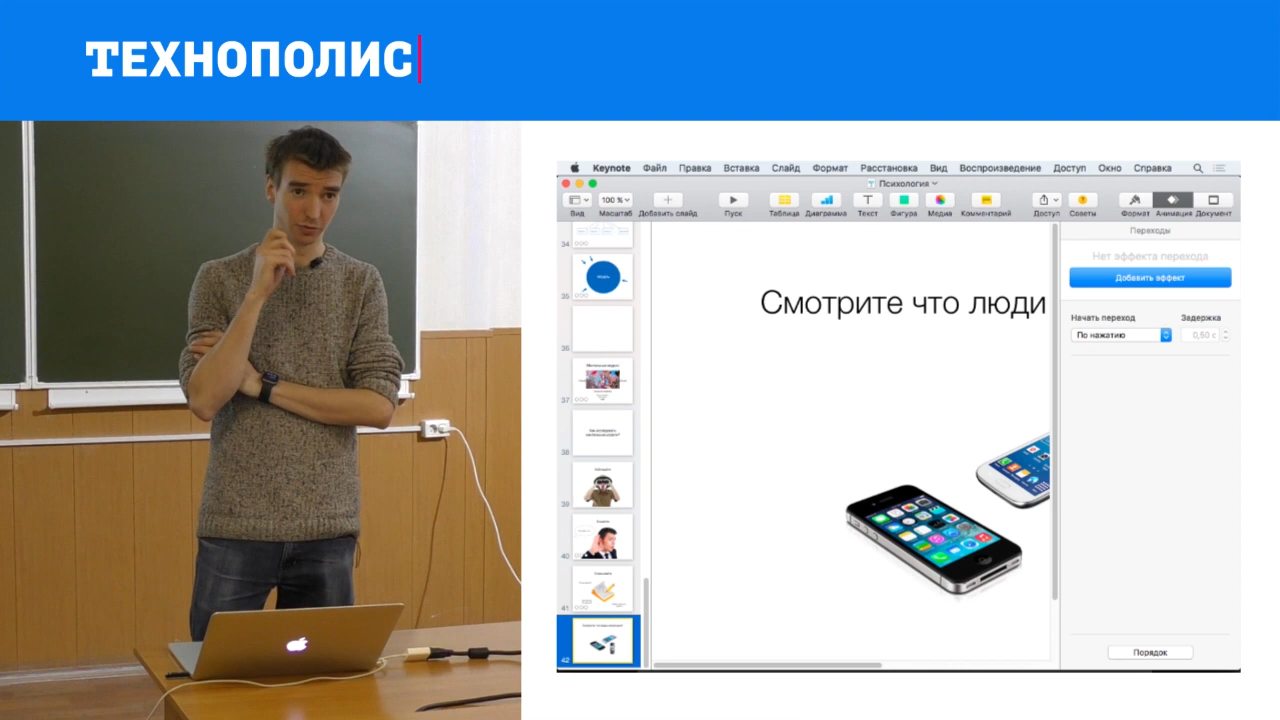 ТЕХНОПОЛИС
Keynote Файл Правка Вставка Слайд Формат Расстановка Вид Воспроизведение Доступ Окно Справка
Психология
100 %
Вид Масштаб Добавить слайд Пуск Таблица Диаграмма Текст Фигура Медиа Комментарий Доступ Советы Формат Анимация Документ
Переходы
Нет эффекта перехода
Добавить эффект
Начать переход Задержка
По нажатию 0,50 с
Порядок
Смотрите что люди
34
35
36
37
38
39
40
41
42